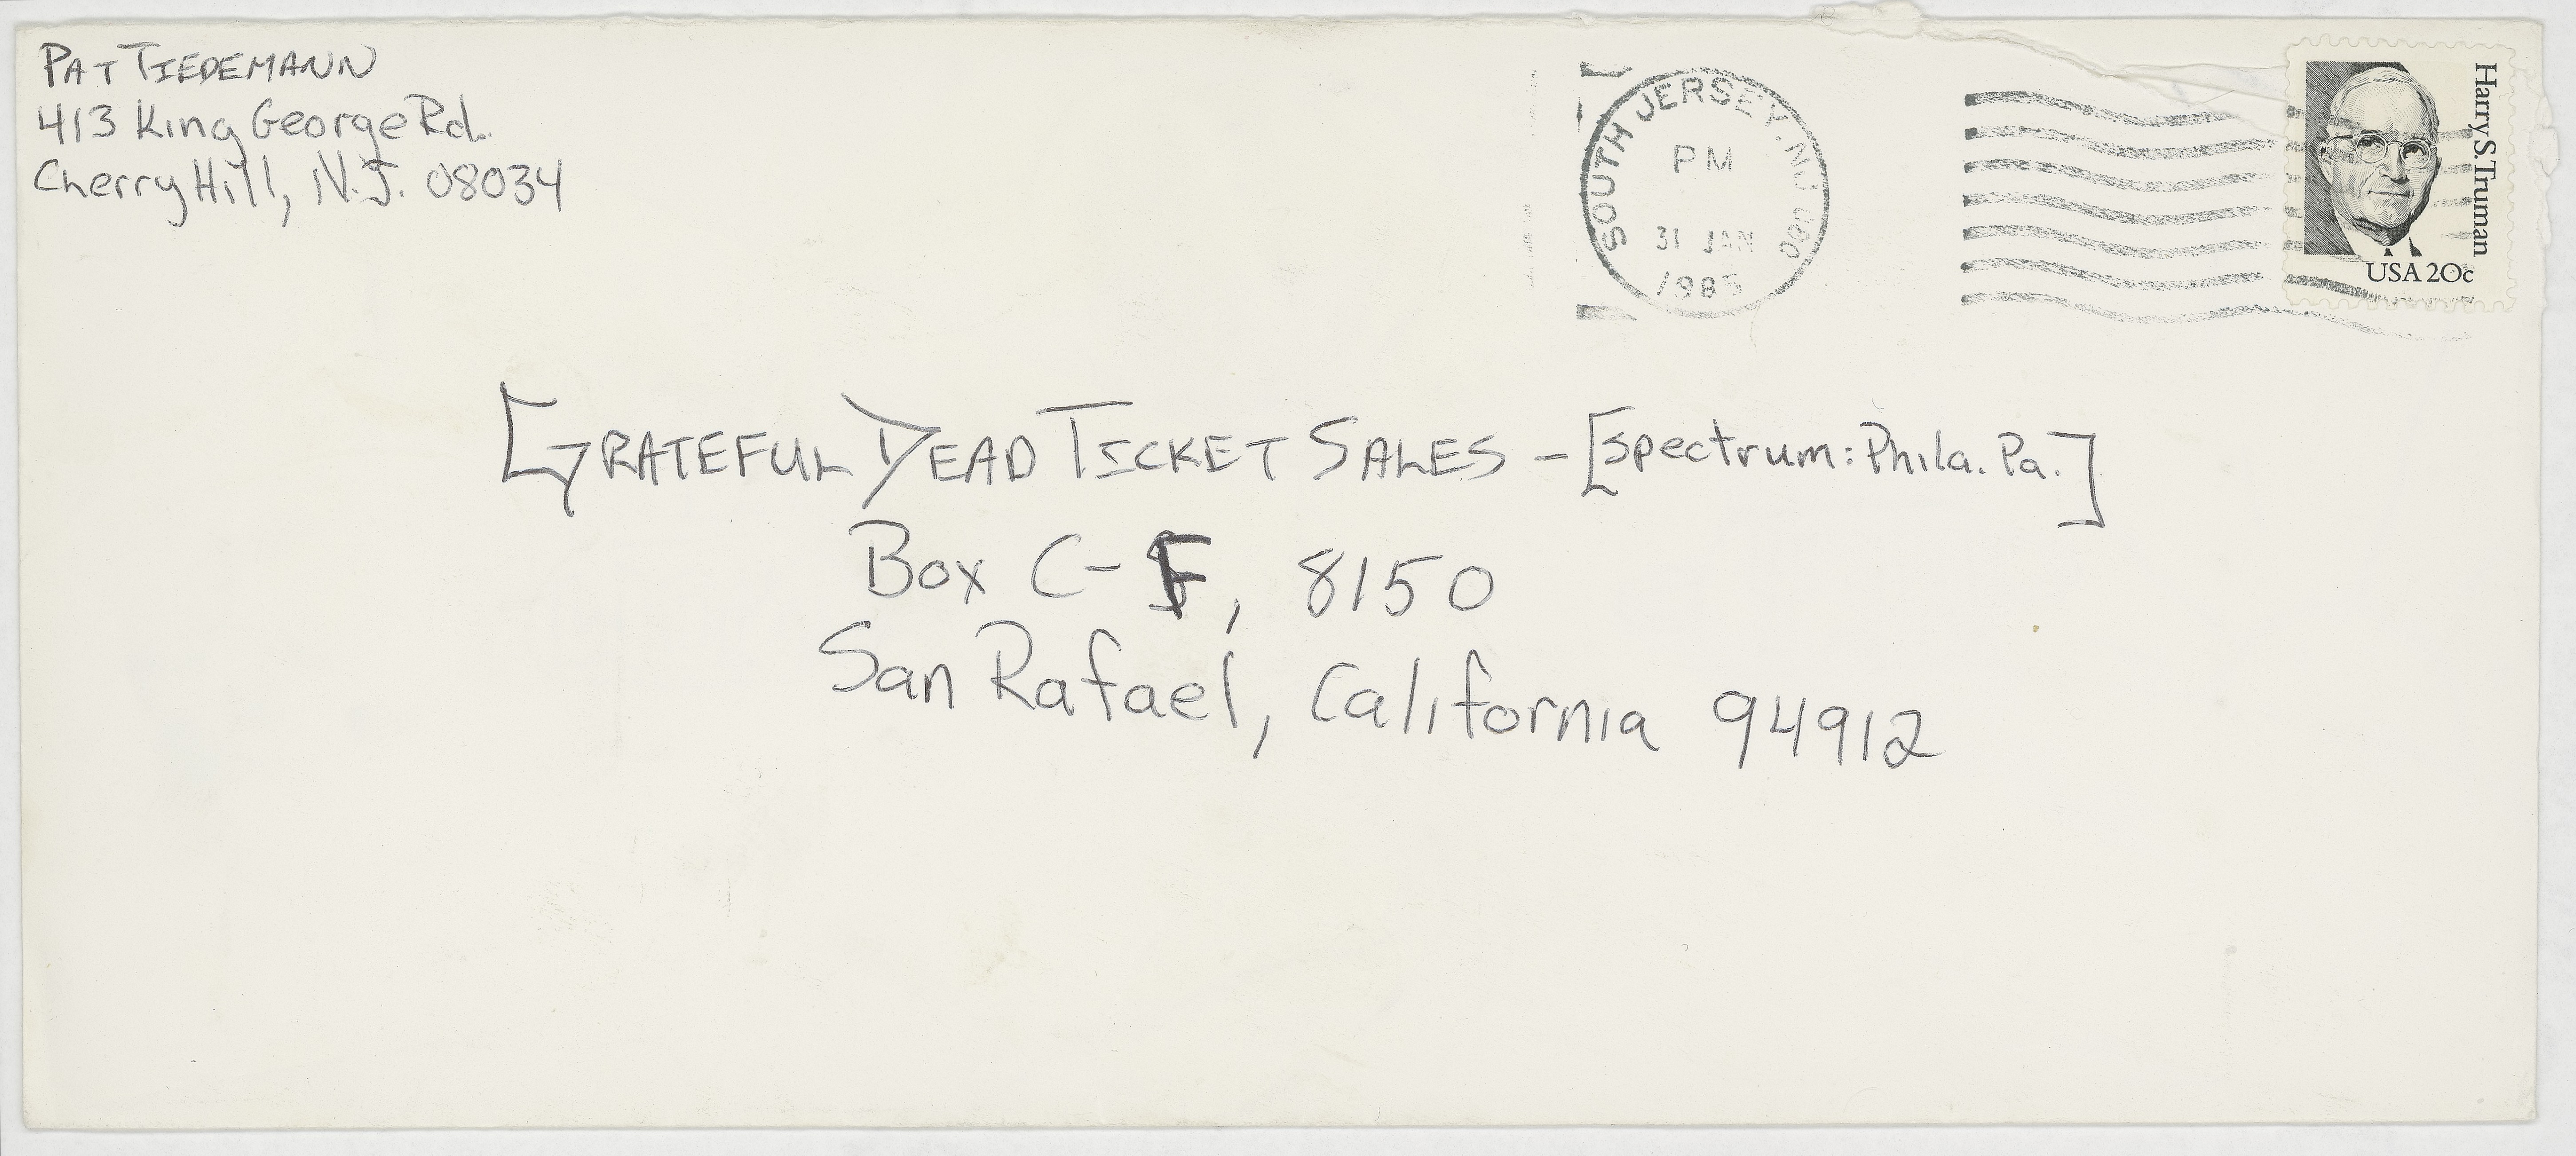 PAT TIEDEMANN
413 King George Rd.
Cherry Hill, N.J. 08034
SOUTH JERSEY, NJ 080
PM
31 JAN
1985
Harry S. Truman
USA 20c
GRATEFUL DEAD TICKET SALES - [Spectrum: Phila. Pa.]
Box C-F, 8150
San Rafael, California 94912